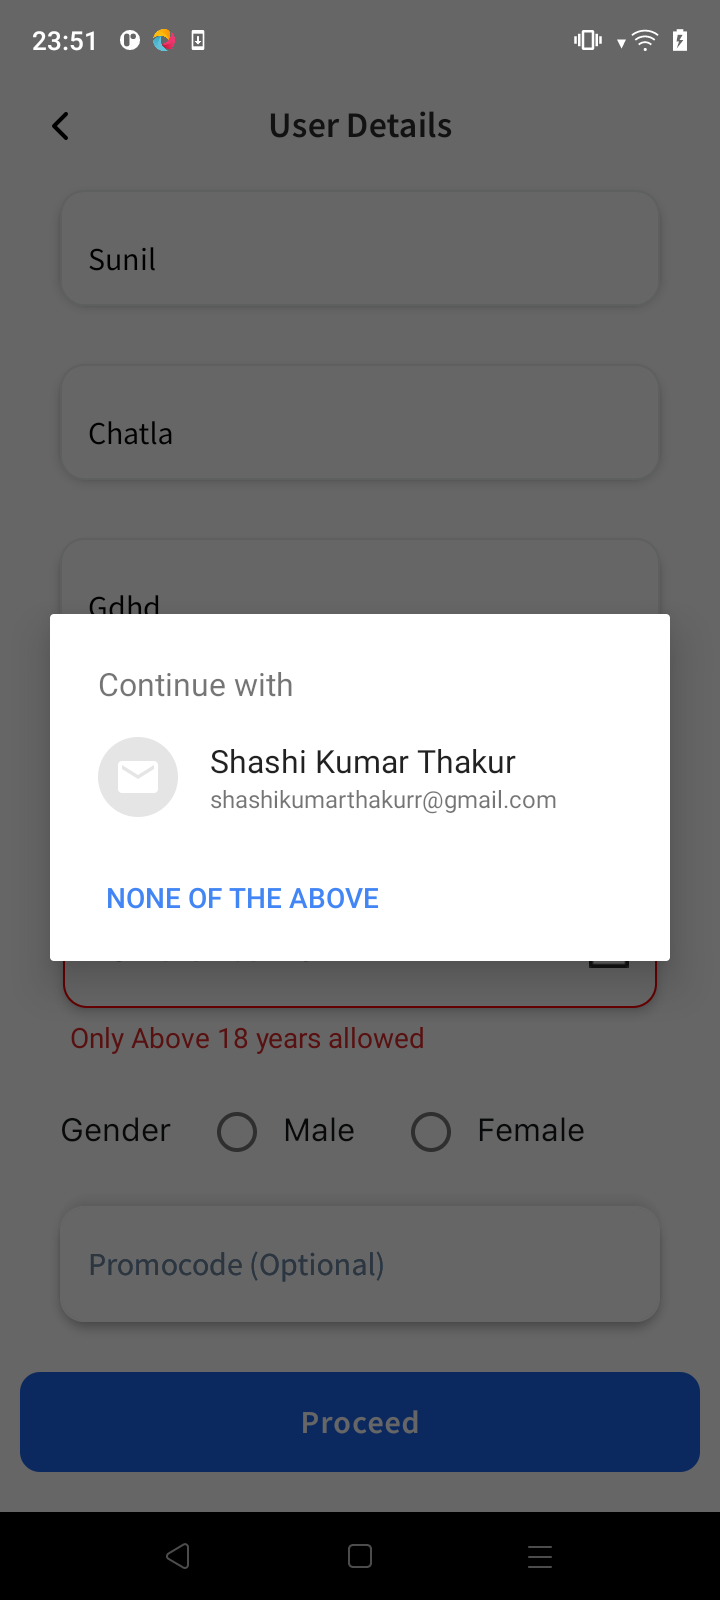 23:51
User Details
Sunil
Chatla
Gdhd
Continue with
Shashi Kumar Thakur
shashikumarthakurr@gmail.com
NONE OF THE ABOVE
Only Above 18 years allowed
Gender Male Female
Promocode (Optional)
Proceed